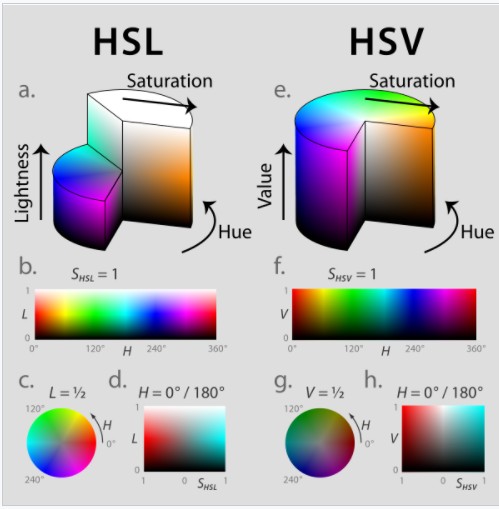 HSL
HSV
a.
Saturation
Lightness
Hue
e.
Saturation
Value
Hue
b.
S_HSL = 1
1
L
0
0°
120°
H
240°
360°
f.
S_HSV = 1
1
V
0
0°
120°
H
240°
360°
c.
L = ½
120°
H
0°
240°
d.
H = 0° / 180°
1
L
0
1
0
S_HSL
1
g.
V = ½
120°
H
0°
240°
h.
H = 0° / 180°
1
V
0
1
0
S_HSV
1